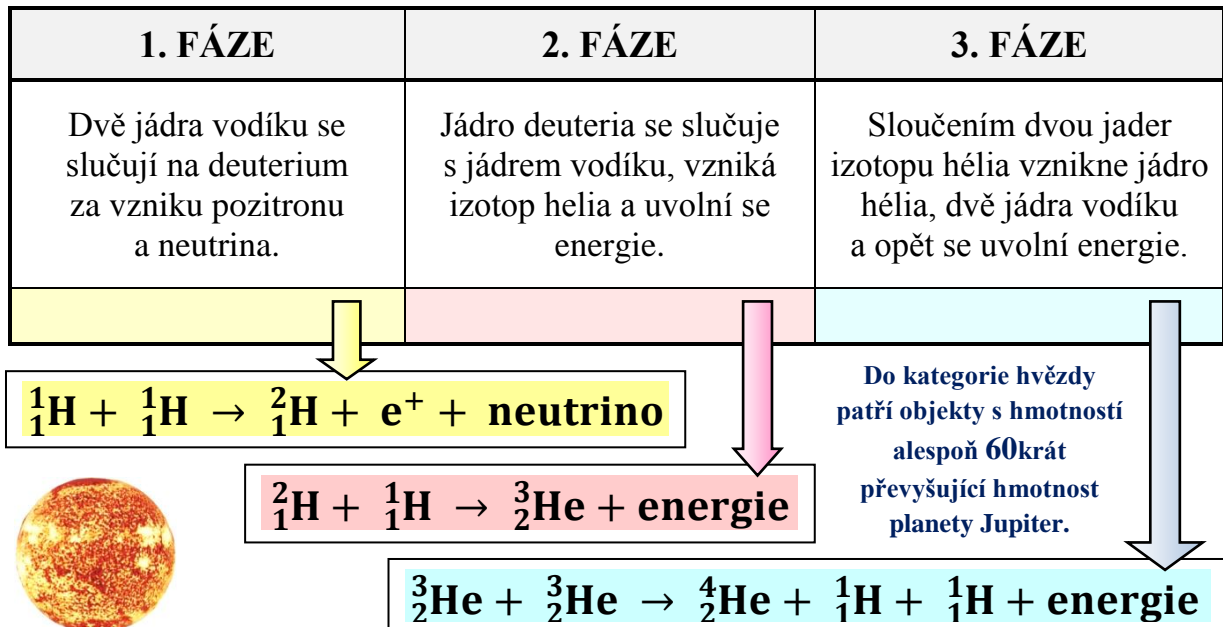 1. FÁZE
2. FÁZE
3. FÁZE
Dvě jádra vodíku se
slučují na deuterium
za vzniku pozitronu
a neutrina.
Jádro deuteria se slučuje
s jádrem vodíku, vzniká
izotop helia a uvolní se
energie.
Sloučením dvou jader
izotopu hélia vznikne jádro
hélia, dvě jádra vodíku
a opět se uvolní energie.
¹₁H + ¹₁H → ²₁H + e⁺ + neutrino
²₁H + ¹₁H → ³₂He + energie
Do kategorie hvězdy
patří objekty s hmotností
alespoň 60krát
převyšující hmotnost
planety Jupiter.
³₂He + ³₂He → ⁴₂He + ¹₁H + ¹₁H + energie